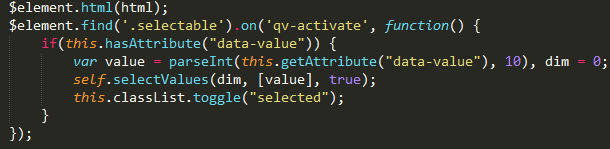 $element.html(html);
$element.find('.selectable').on('qv-activate', function() {
if(this.hasAttribute("data-value")) {
var value = parseInt(this.getAttribute("data-value"), 10), dim = 0;
self.selectValues(dim, [value], true);
this.classList.toggle("selected");
}
});